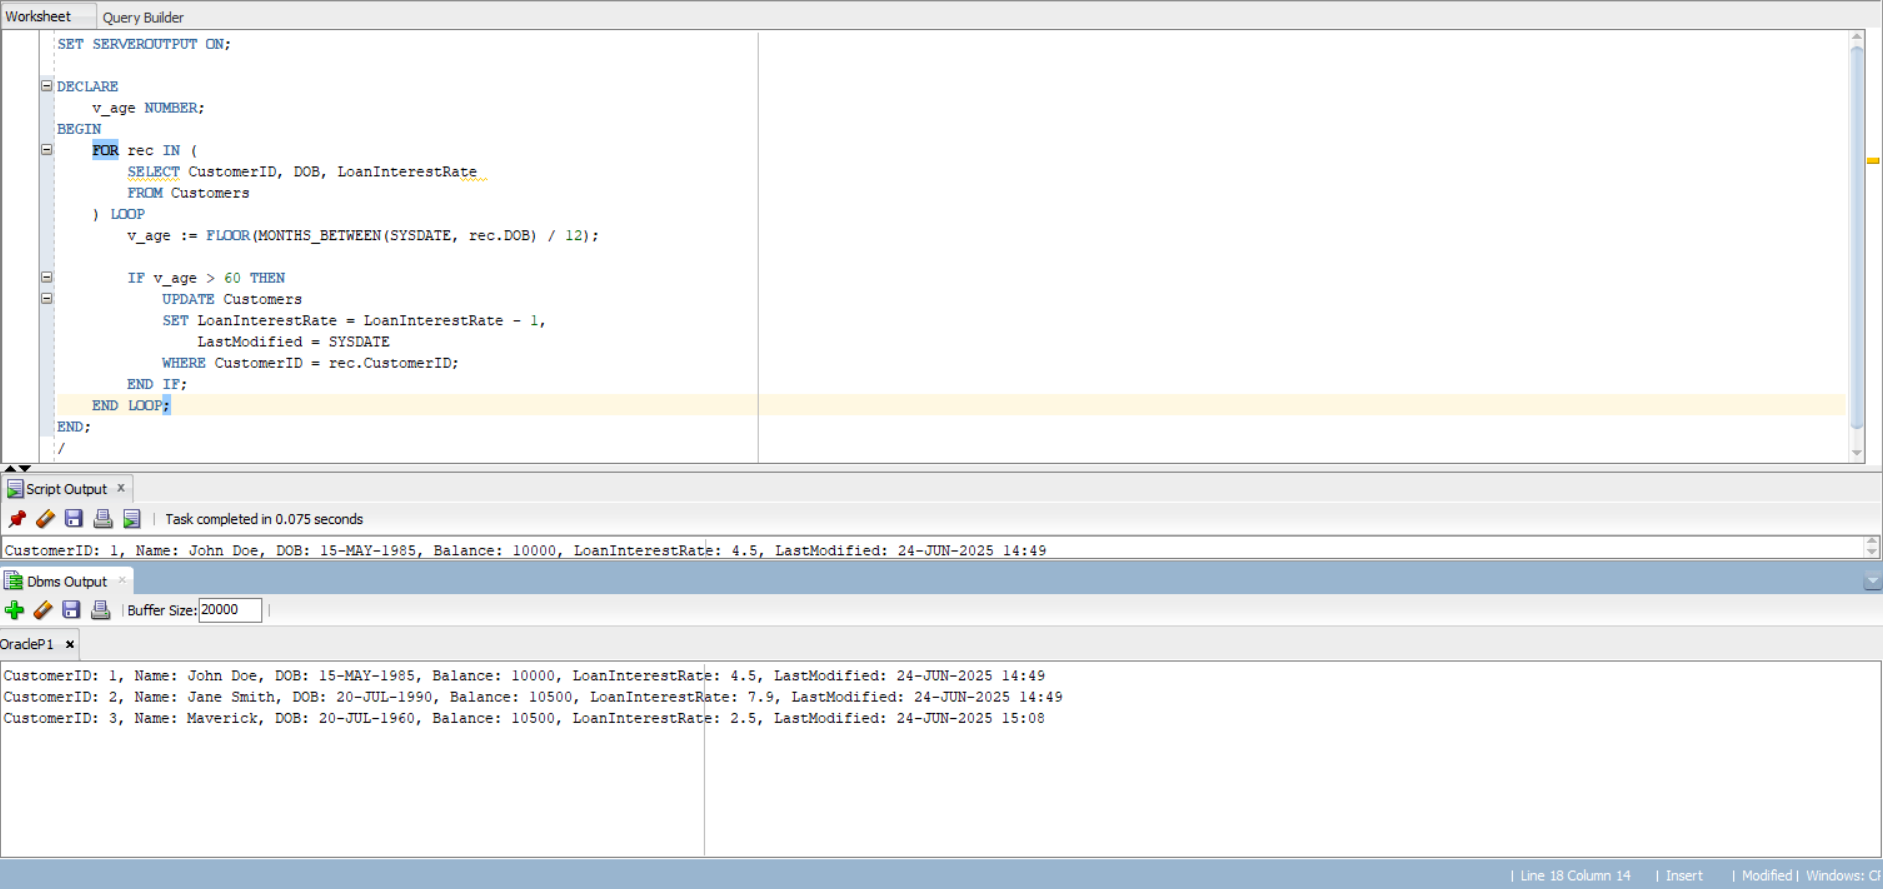 Worksheet Query Builder
SET SERVEROUTPUT ON;
DECLARE
    v_age NUMBER;
BEGIN
    FOR rec IN (
        SELECT CustomerID, DOB, LoanInterestRate
        FROM Customers
    ) LOOP
        v_age := FLOOR(MONTHS_BETWEEN(SYSDATE, rec.DOB) / 12);
        IF v_age > 60 THEN
            UPDATE Customers
            SET LoanInterestRate = LoanInterestRate - 1,
                LastModified = SYSDATE
            WHERE CustomerID = rec.CustomerID;
        END IF;
    END LOOP;
END;
/
Script Output x
Task completed in 0.075 seconds
CustomerID: 1, Name: John Doe, DOB: 15-MAY-1985, Balance: 10000, LoanInterestRate: 4.5, LastModified: 24-JUN-2025 14:49
Dbms Output x
Buffer Size: 20000
OracleP1 x
CustomerID: 1, Name: John Doe, DOB: 15-MAY-1985, Balance: 10000, LoanInterestRate: 4.5, LastModified: 24-JUN-2025 14:49
CustomerID: 2, Name: Jane Smith, DOB: 20-JUL-1990, Balance: 10500, LoanInterestRate: 7.9, LastModified: 24-JUN-2025 14:49
CustomerID: 3, Name: Maverick, DOB: 20-JUL-1960, Balance: 10500, LoanInterestRate: 2.5, LastModified: 24-JUN-2025 15:08
| Line 18 Column 14 | Insert | Modified | Windows: